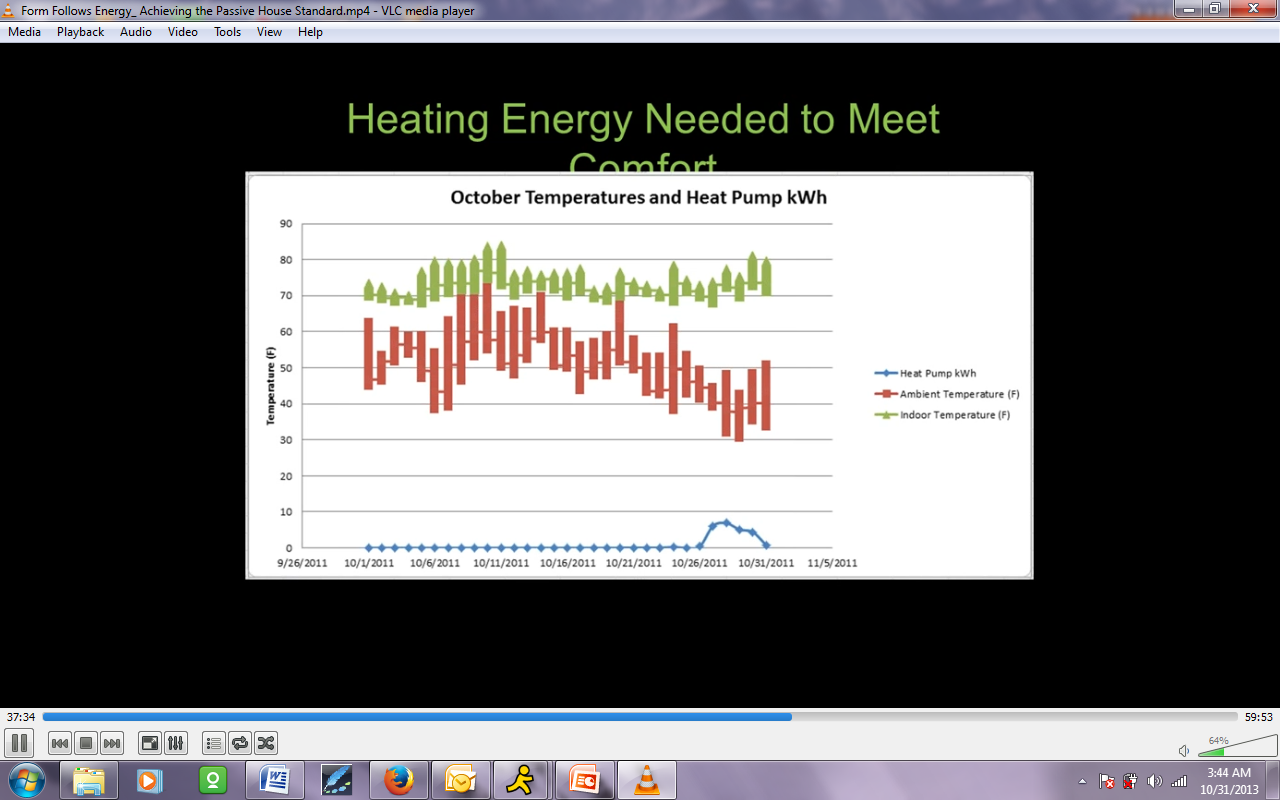 Form Follows Energy_ Achieving the Passive House Standard.mp4 - VLC media player
Media Playback Audio Video Tools View Help
Heating Energy Needed to Meet
Comfort
October Temperatures and Heat Pump kWh
90
80
70
60
50
40
30
20
10
0
Temperature (F)
9/26/2011 10/1/2011 10/6/2011 10/11/2011 10/16/2011 10/21/2011 10/26/2011 10/31/2011 11/5/2011
Heat Pump kWh
Ambient Temperature (F)
Indoor Temperature (F)
37:34 59:53
64%
3:44 AM
10/31/2013